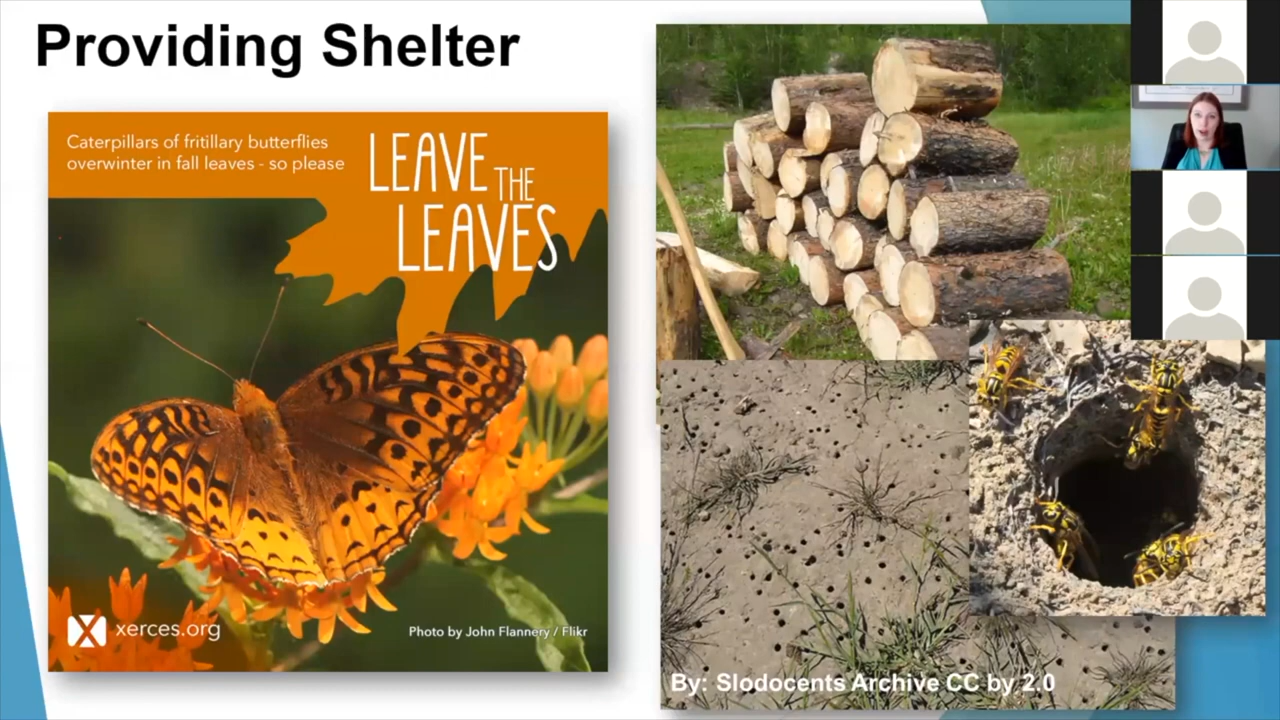 Providing Shelter
Caterpillars of fritillary butterflies
overwinter in fall leaves - so please
LEAVE THE
LEAVES
xerces.org
Photo by John Flannery / Flikr
By: Slodocents Archive CC by 2.0